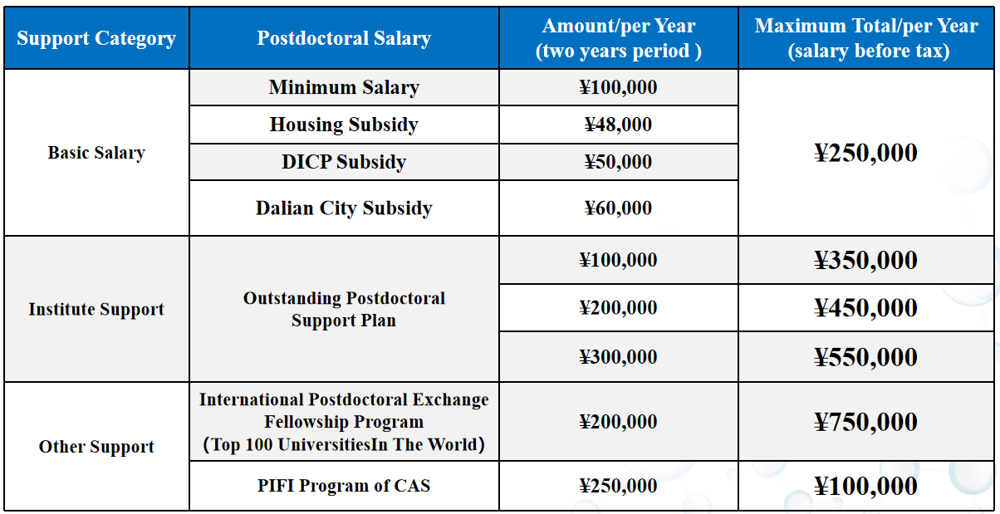 Support Category
Postdoctoral Salary
Amount/per Year
(two years period )
Maximum Total/per Year
(salary before tax)
Basic Salary
Minimum Salary
¥100,000
¥250,000
Housing Subsidy
¥48,000
DICP Subsidy
¥50,000
Dalian City Subsidy
¥60,000
Institute Support
Outstanding Postdoctoral
Support Plan
¥100,000
¥350,000
¥200,000
¥450,000
¥300,000
¥550,000
Other Support
International Postdoctoral Exchange
Fellowship Program
（Top 100 UniversitiesIn The World）
¥200,000
¥750,000
PIFI Program of CAS
¥250,000
¥100,000